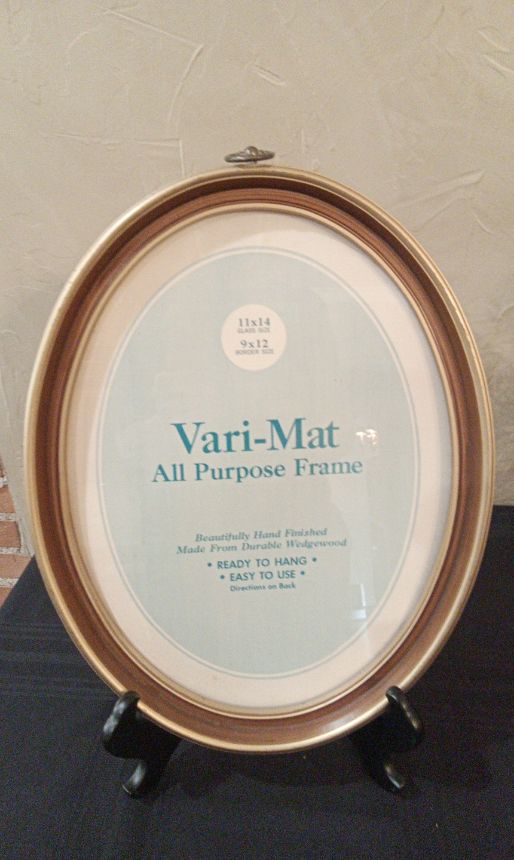 11x14
GLASS SIZE
9x12
BORDER SIZE
Vari-Mat
All Purpose Frame
Beautifully Hand Finished
Made From Durable Wedgewood
• READY TO HANG •
• EASY TO USE •
Directions on Back